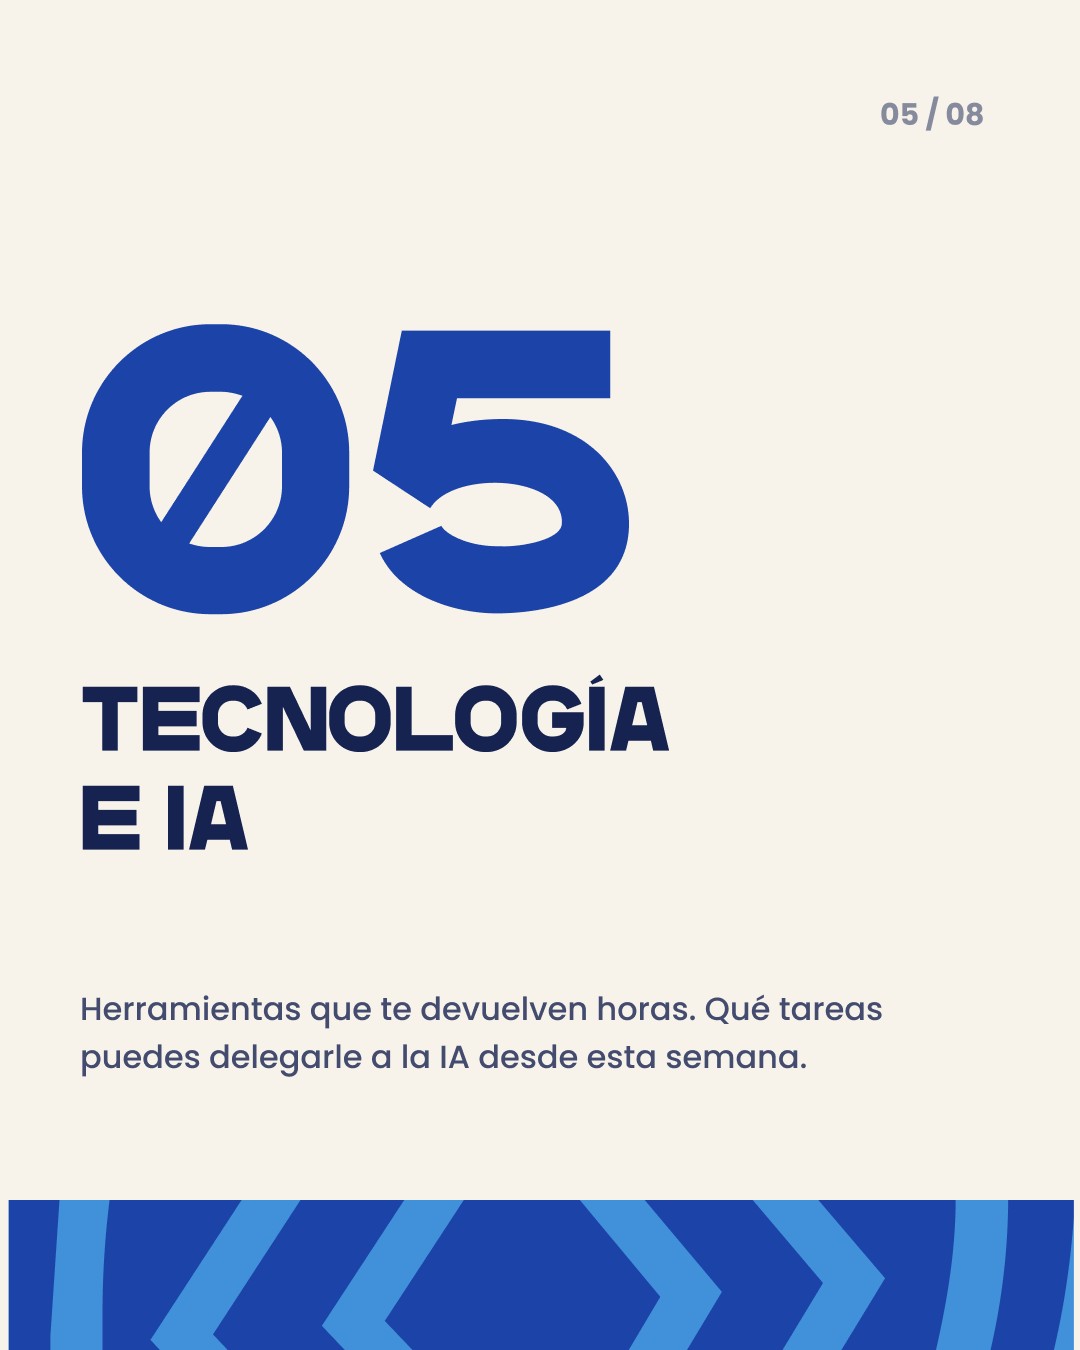 05 / 08
05
TECNOLOGÍA
E IA
Herramientas que te devuelven horas. Qué tareas
puedes delegarle a la IA desde esta semana.